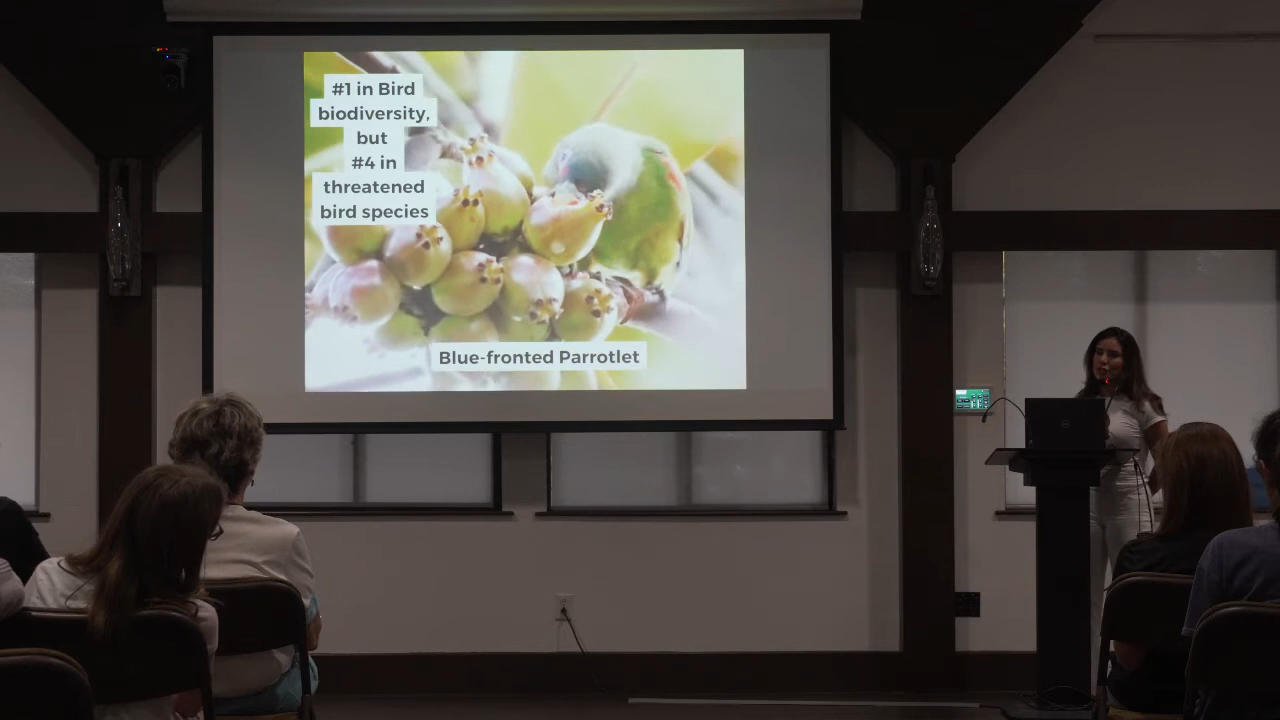 #1 in Bird
biodiversity,
but
#4 in
threatened
bird species
Blue-fronted Parrotlet